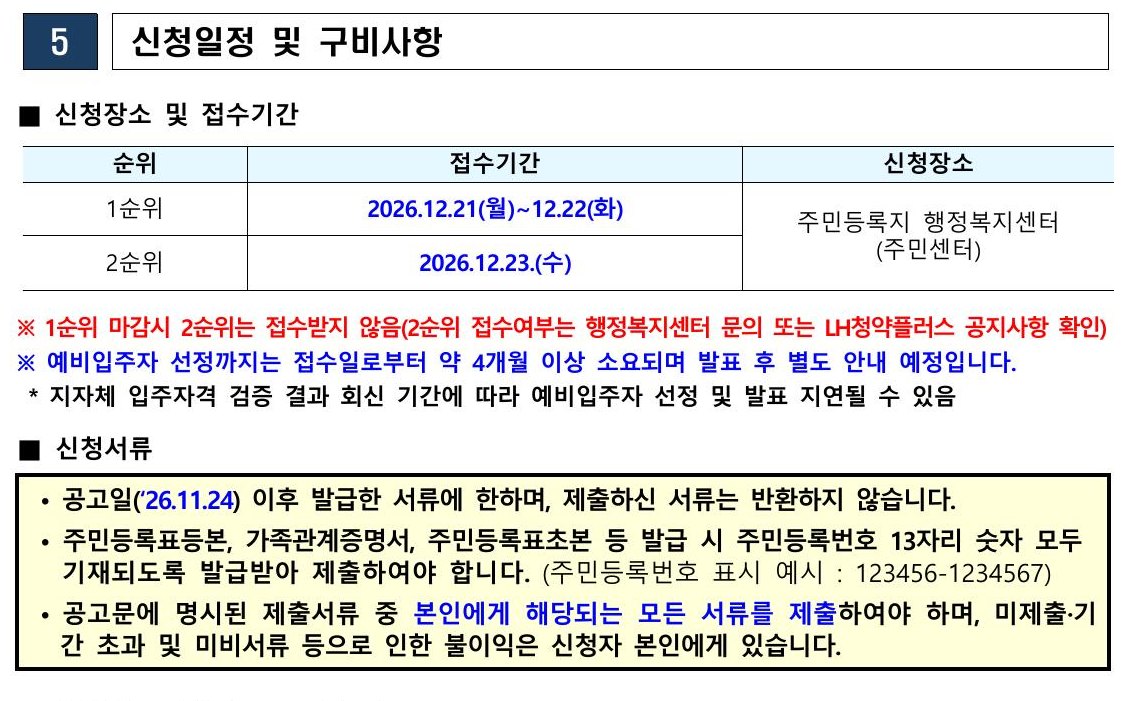 5 신청일정 및 구비사항
■ 신청장소 및 접수기간
순위 접수기간 신청장소
1순위 2026.12.21(월)~12.22(화)
주민등록지 행정복지센터
(주민센터)
2순위 2026.12.23.(수)
※ 1순위 마감시 2순위는 접수받지 않음(2순위 접수여부는 행정복지센터 문의 또는 LH청약플러스 공지사항 확인)
※ 예비입주자 선정까지는 접수일로부터 약 4개월 이상 소요되며 발표 후 별도 안내 예정입니다.
* 지자체 입주자격 검증 결과 회신 기간에 따라 예비입주자 선정 및 발표 지연될 수 있음
■ 신청서류
• 공고일(‘26.11.24) 이후 발급한 서류에 한하며, 제출하신 서류는 반환하지 않습니다.
• 주민등록표등본, 가족관계증명서, 주민등록표초본 등 발급 시 주민등록번호 13자리 숫자 모두
기재되도록 발급받아 제출하여야 합니다. (주민등록번호 표시 예시 : 123456-1234567)
• 공고문에 명시된 제출서류 중 본인에게 해당되는 모든 서류를 제출하여야 하며, 미제출·기
간 초과 및 미비서류 등으로 인한 불이익은 신청자 본인에게 있습니다.